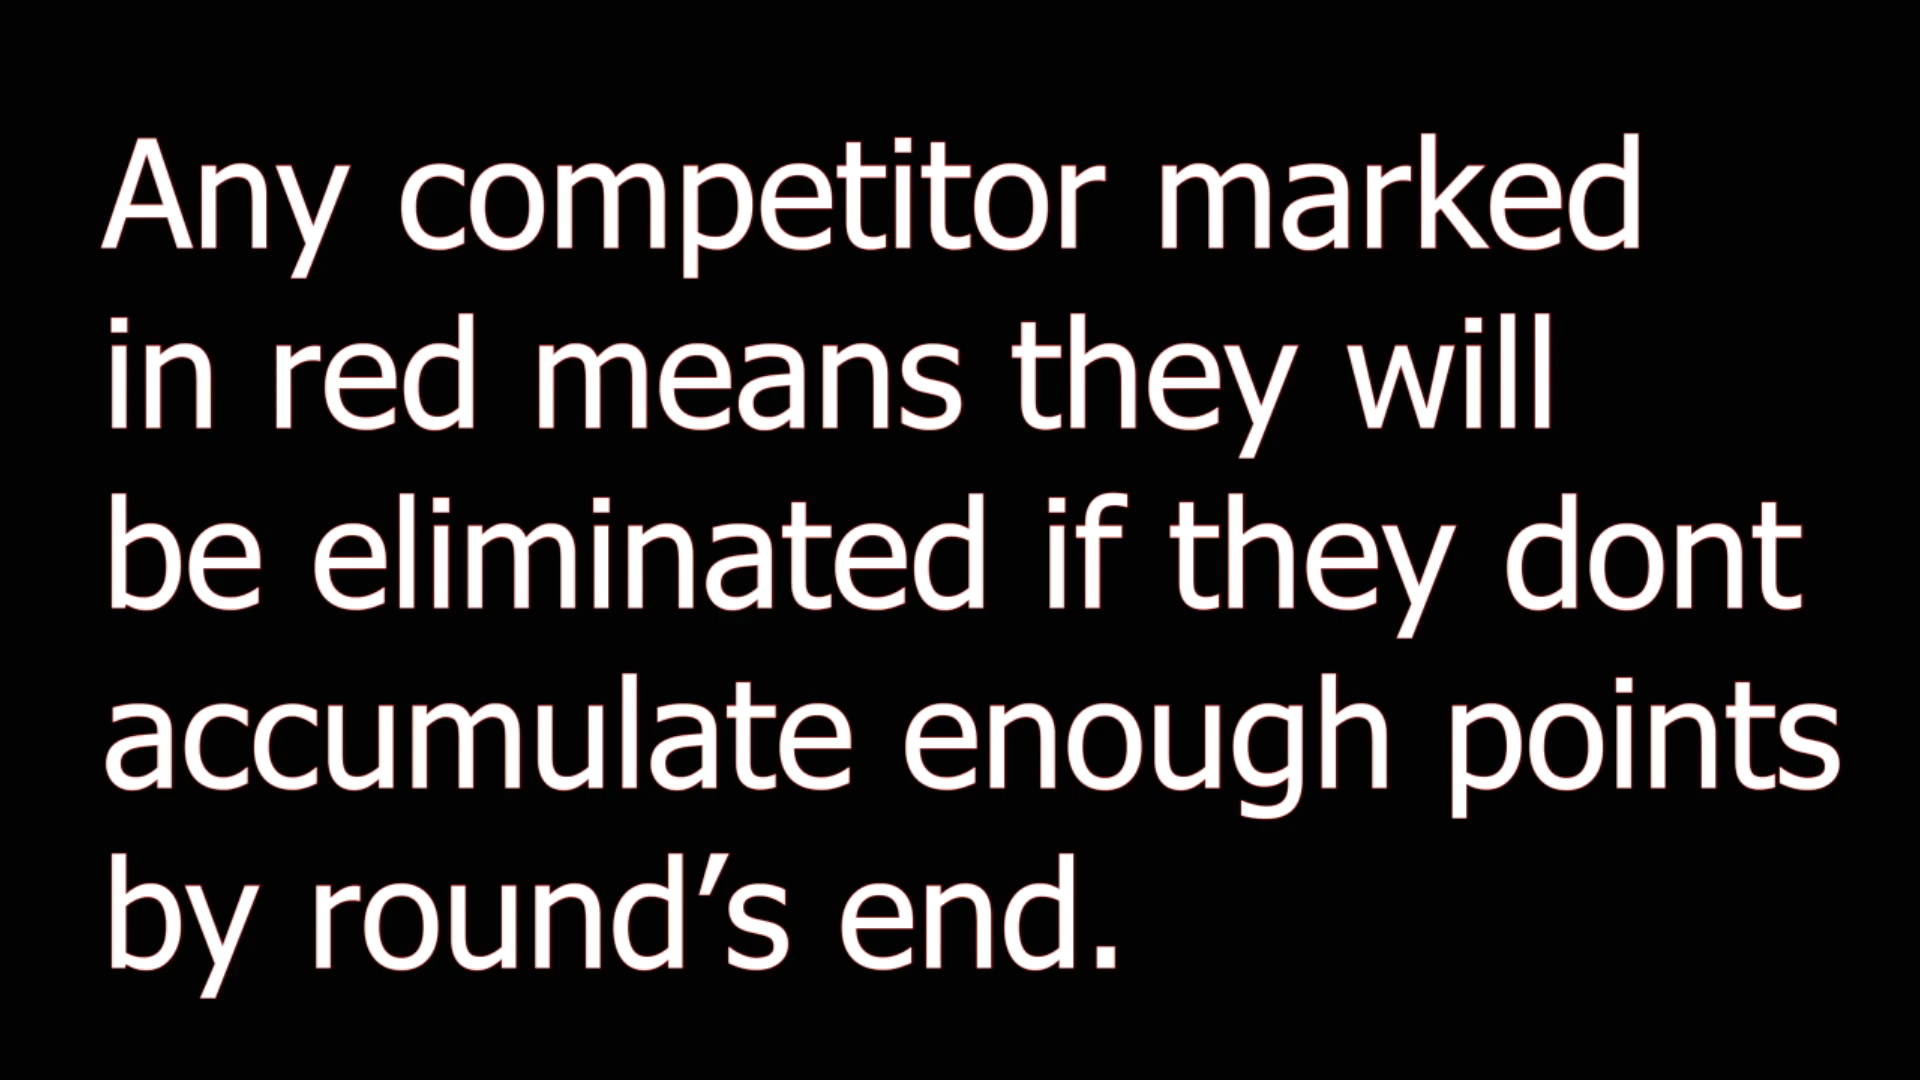 Any competitor marked
in red means they will
be eliminated if they dont
accumulate enough points
by round’s end.